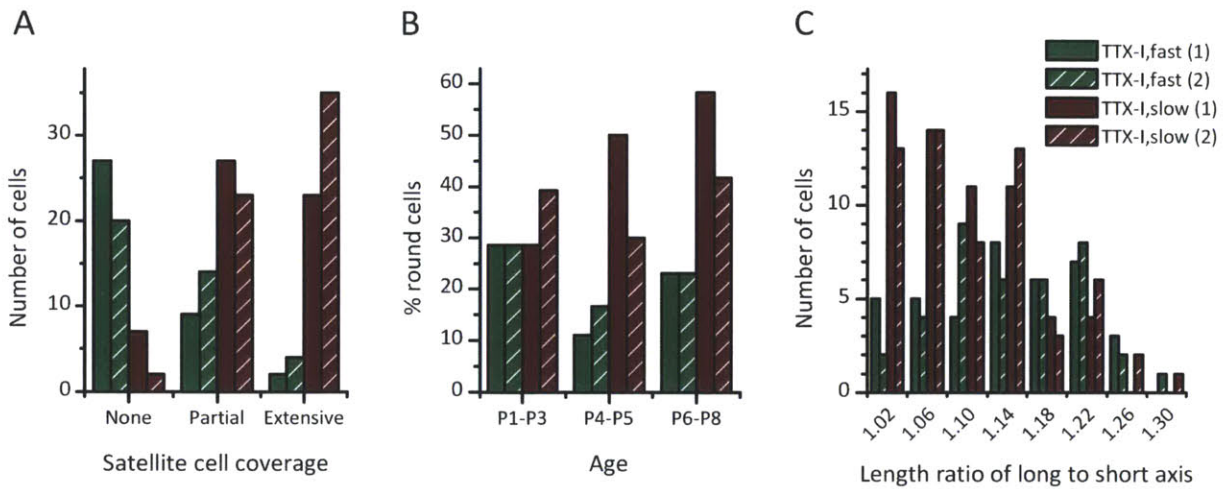 A
Number of cells
30
20
10
0
None Partial Extensive
Satellite cell coverage
B
% round cells
60
50
40
30
20
10
0
P1-P3 P4-P5 P6-P8
Age
C
Number of cells
15
10
5
0
1.02 1.06 1.10 1.14 1.18 1.22 1.26 1.30
Length ratio of long to short axis
TTX-I,fast (1)
TTX-I,fast (2)
TTX-I,slow (1)
TTX-I,slow (2)